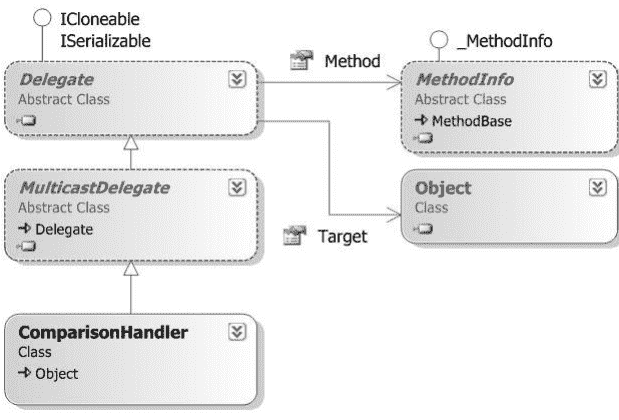 ICloneable
ISerializable
Delegate
Abstract Class
Method
_MethodInfo
MethodInfo
Abstract Class
MethodBase
MulticastDelegate
Abstract Class
Delegate
Object
Class
Target
ComparisonHandler
Class
Object